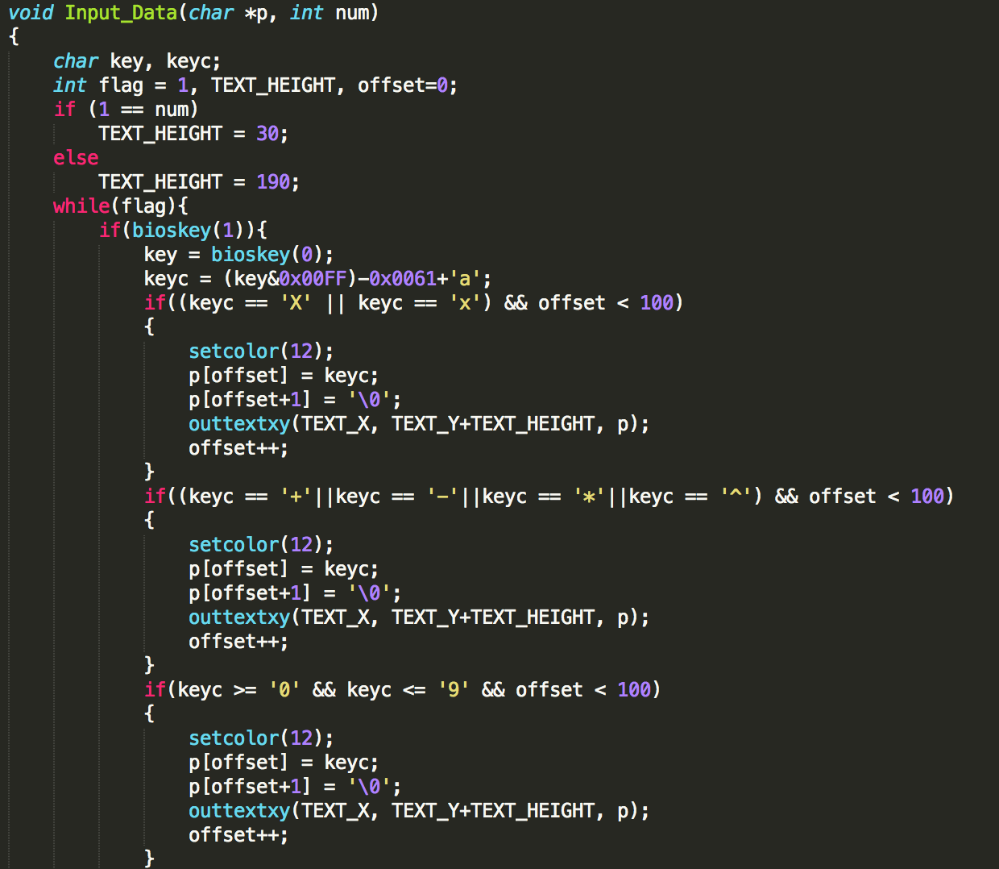 void Input_Data(char *p, int num)
{
    char key, keyc;
    int flag = 1, TEXT_HEIGHT, offset=0;
    if (1 == num)
        TEXT_HEIGHT = 30;
    else
        TEXT_HEIGHT = 190;
    while(flag){
        if(bioskey(1)){
            key = bioskey(0);
            keyc = (key&0x00FF)-0x0061+'a';
            if((keyc == 'X' || keyc == 'x') && offset < 100)
            {
                setcolor(12);
                p[offset] = keyc;
                p[offset+1] = '\0';
                outtextxy(TEXT_X, TEXT_Y+TEXT_HEIGHT, p);
                offset++;
            }
            if((keyc == '+'||keyc == '-'||keyc == '*'||keyc == '^') && offset < 100)
            {
                setcolor(12);
                p[offset] = keyc;
                p[offset+1] = '\0';
                outtextxy(TEXT_X, TEXT_Y+TEXT_HEIGHT, p);
                offset++;
            }
            if(keyc >= '0' && keyc <= '9' && offset < 100)
            {
                setcolor(12);
                p[offset] = keyc;
                p[offset+1] = '\0';
                outtextxy(TEXT_X, TEXT_Y+TEXT_HEIGHT, p);
                offset++;
            }